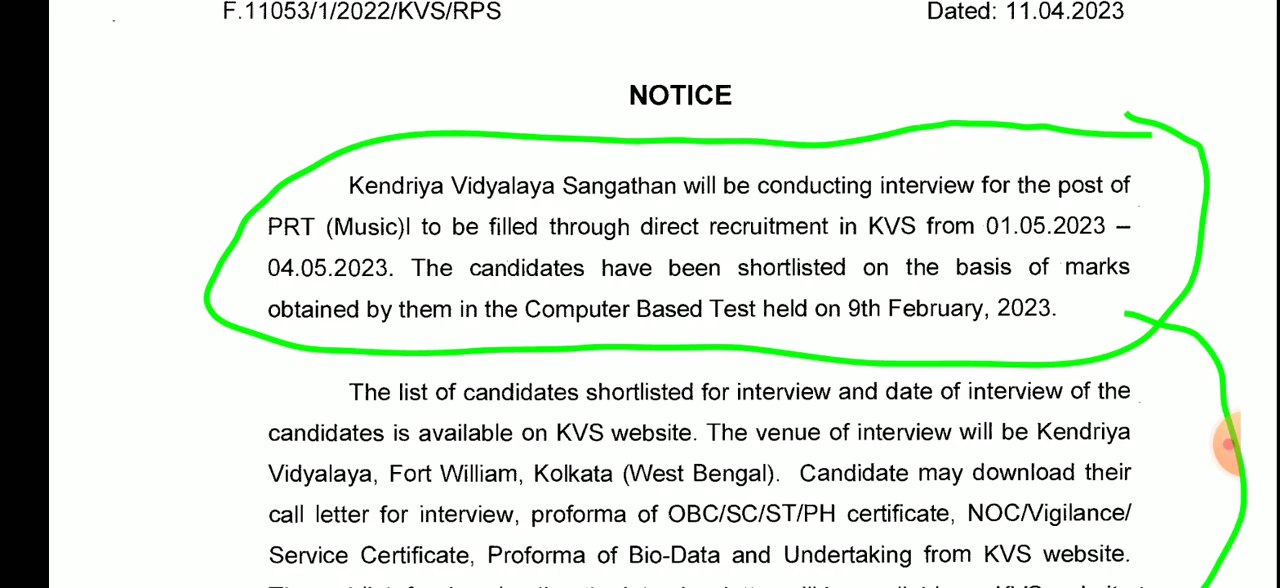 F.11053/1/2022/KVS/RPS Dated: 11.04.2023
NOTICE
Kendriya Vidyalaya Sangathan will be conducting interview for the post of
PRT (Music)l to be filled through direct recruitment in KVS from 01.05.2023 –
04.05.2023. The candidates have been shortlisted on the basis of marks
obtained by them in the Computer Based Test held on 9th February, 2023.
The list of candidates shortlisted for interview and date of interview of the
candidates is available on KVS website. The venue of interview will be Kendriya
Vidyalaya, Fort William, Kolkata (West Bengal). Candidate may download their
call letter for interview, proforma of OBC/SC/ST/PH certificate, NOC/Vigilance/
Service Certificate, Proforma of Bio-Data and Undertaking from KVS website.